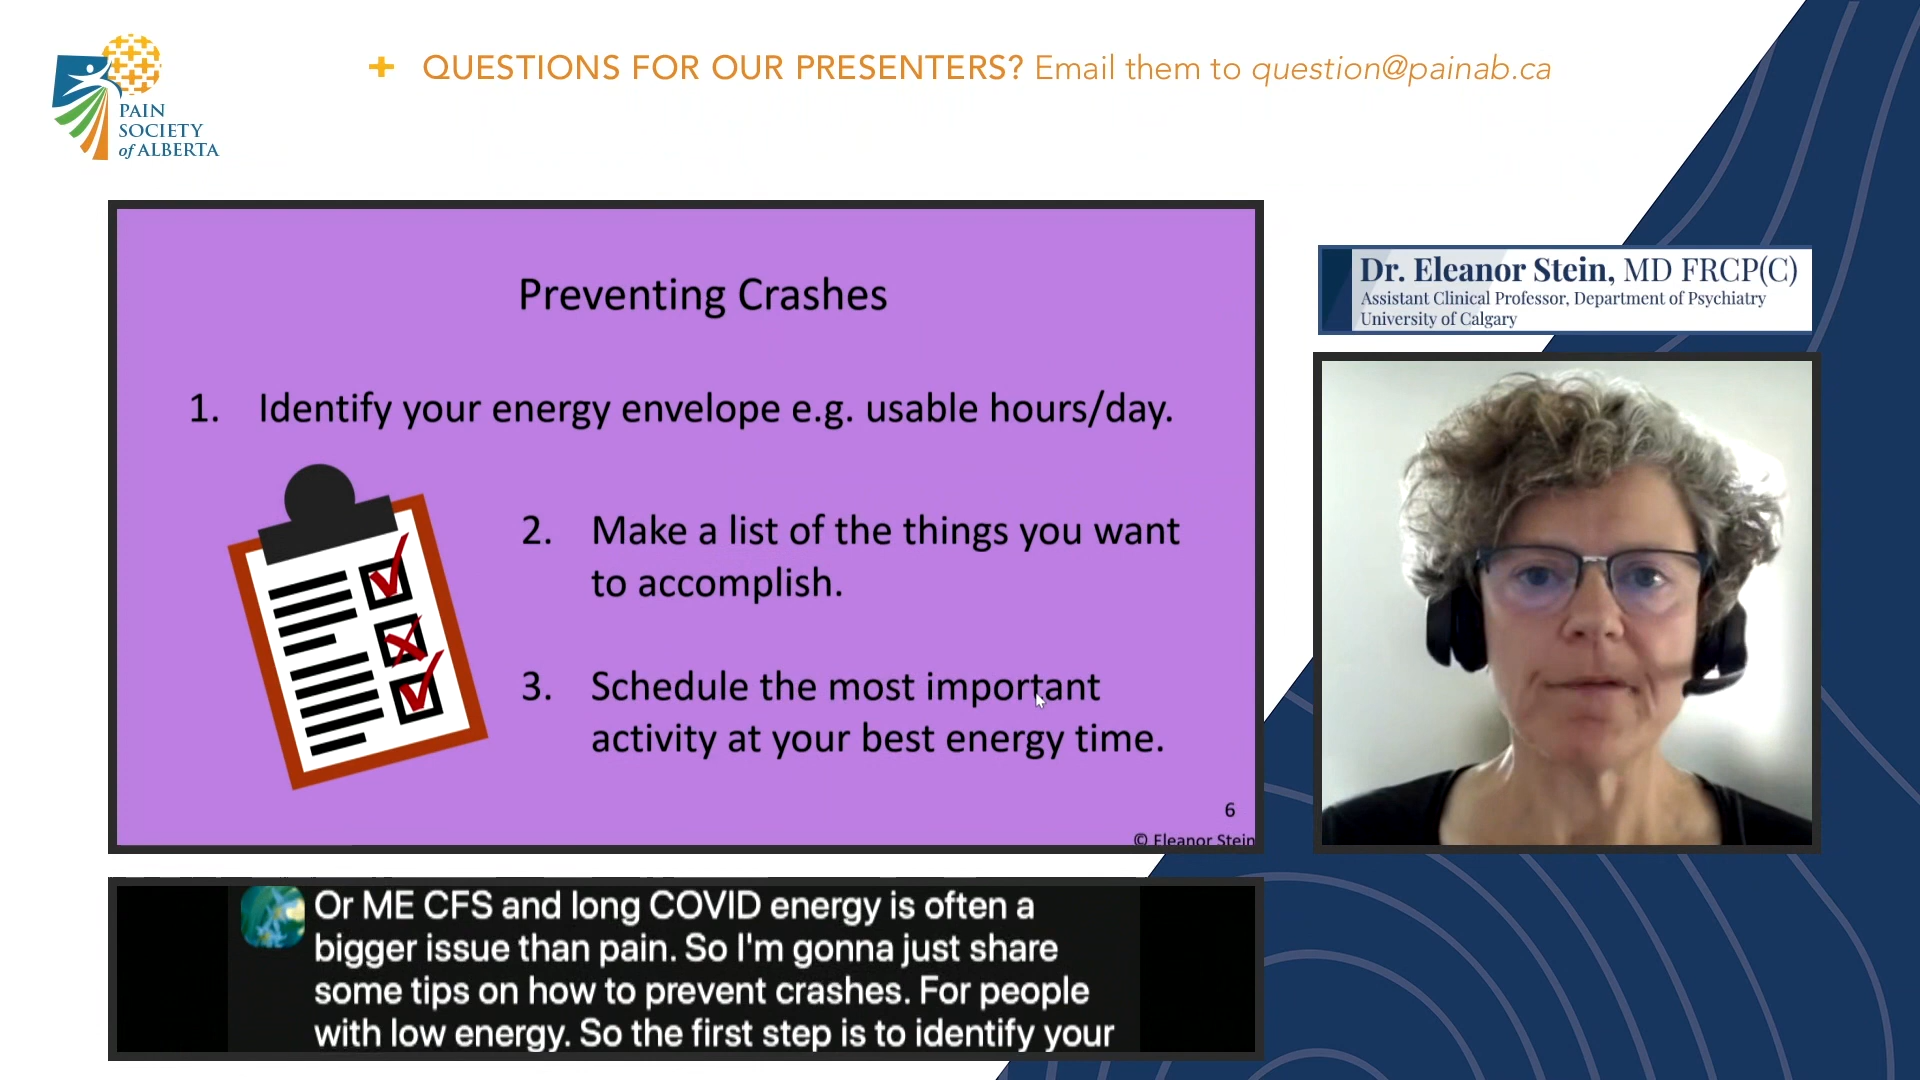 PAIN
SOCIETY
of ALBERTA
QUESTIONS FOR OUR PRESENTERS? Email them to question@painab.ca
Preventing Crashes
1. Identify your energy envelope e.g. usable hours/day.
2. Make a list of the things you want
to accomplish.
3. Schedule the most important
activity at your best energy time.
6
© Eleanor Stein
Dr. Eleanor Stein, MD FRCP(C)
Assistant Clinical Professor, Department of Psychiatry
University of Calgary
Or ME CFS and long COVID energy is often a
bigger issue than pain. So I'm gonna just share
some tips on how to prevent crashes. For people
with low energy. So the first step is to identify your